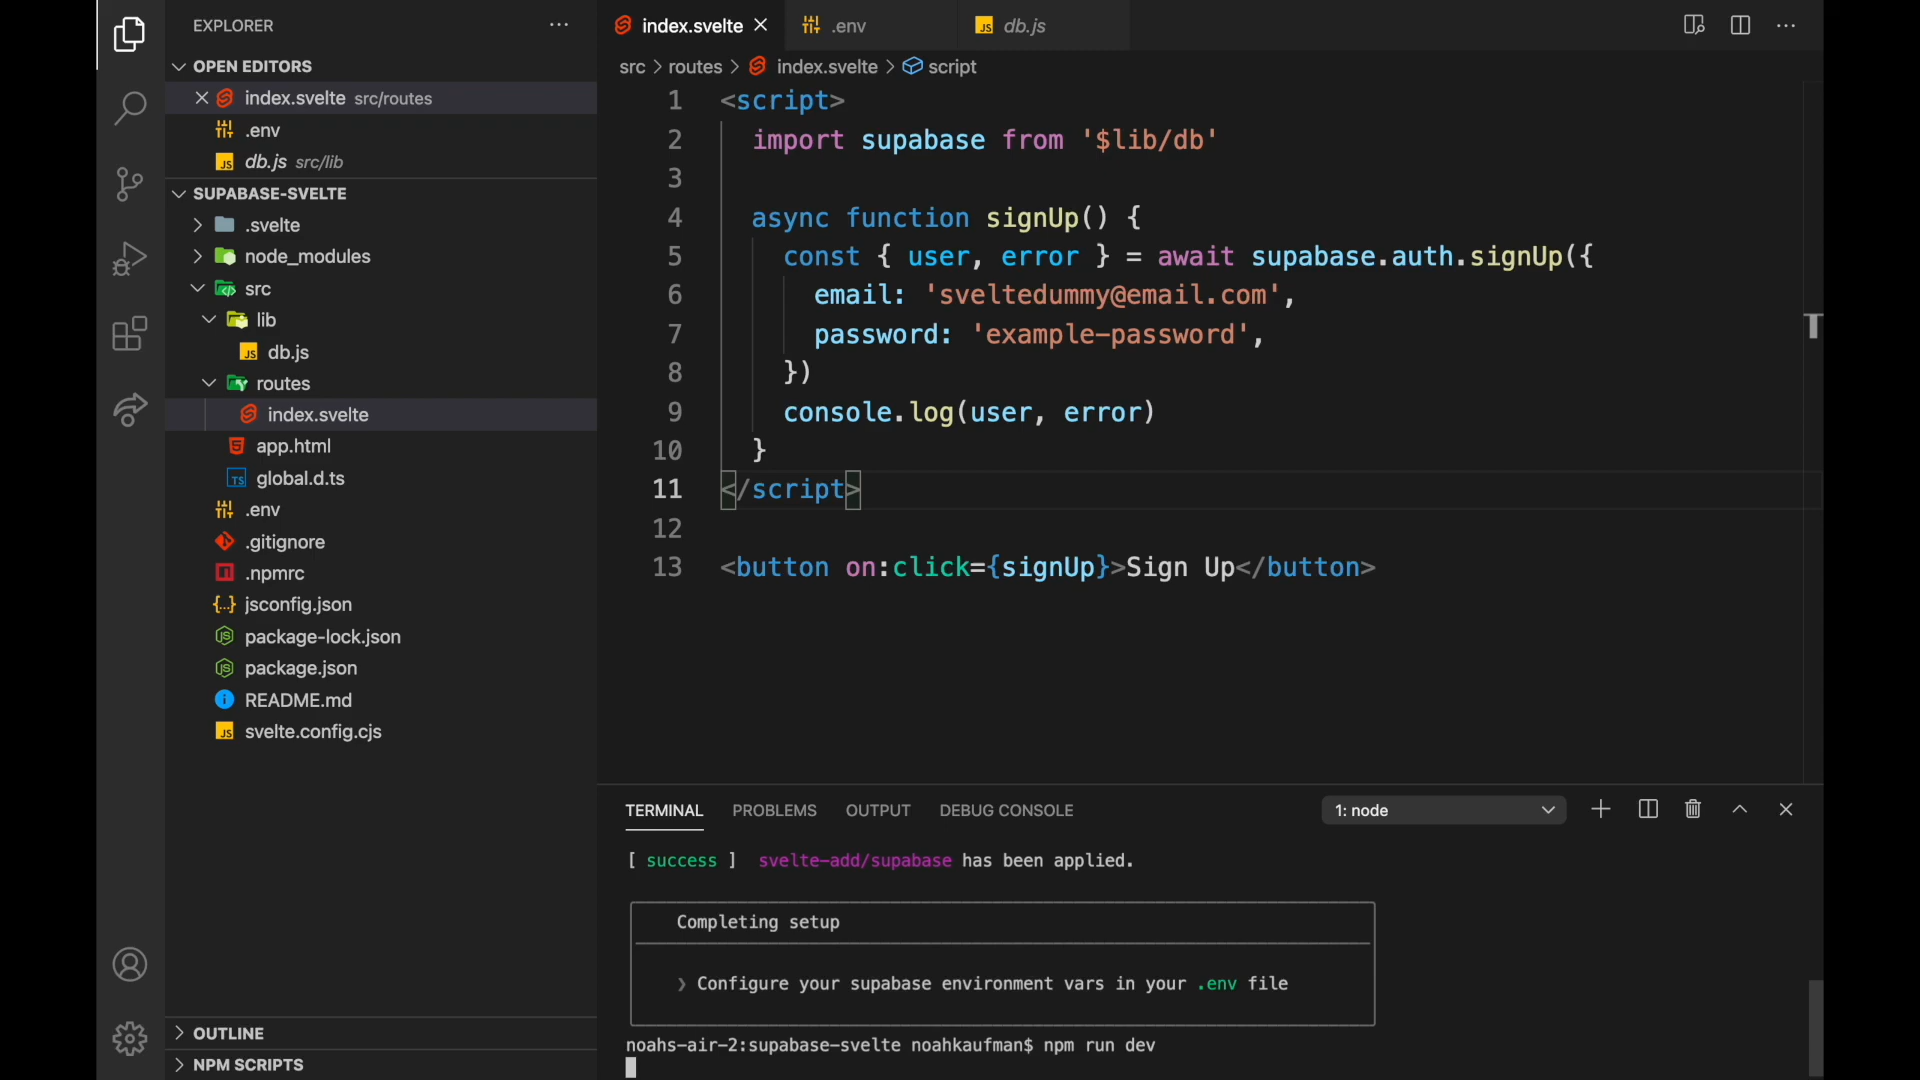 EXPLORER
OPEN EDITORS
index.svelte src/routes
.env
db.js src/lib
SUPABASE-SVELTE
.svelte
node_modules
src
lib
db.js
routes
index.svelte
app.html
global.d.ts
.env
.gitignore
.npmrc
jsconfig.json
package-lock.json
package.json
README.md
svelte.config.cjs
OUTLINE
NPM SCRIPTS
index.svelte
.env
db.js
src > routes > index.svelte > script
1 <script>
2 import supabase from '$lib/db'
3
4 async function signUp() {
5 const { user, error } = await supabase.auth.signUp({
6 email: 'sveltedummy@email.com',
7 password: 'example-password',
8 })
9 console.log(user, error)
10 }
11 </script>
12
13 <button on:click={signUp}>Sign Up</button>
TERMINAL PROBLEMS OUTPUT DEBUG CONSOLE
1: node
[ success ] svelte-add/supabase has been applied.
Completing setup
❯ Configure your supabase environment vars in your .env file
noahs-air-2:supabase-svelte noahkaufman$ npm run dev